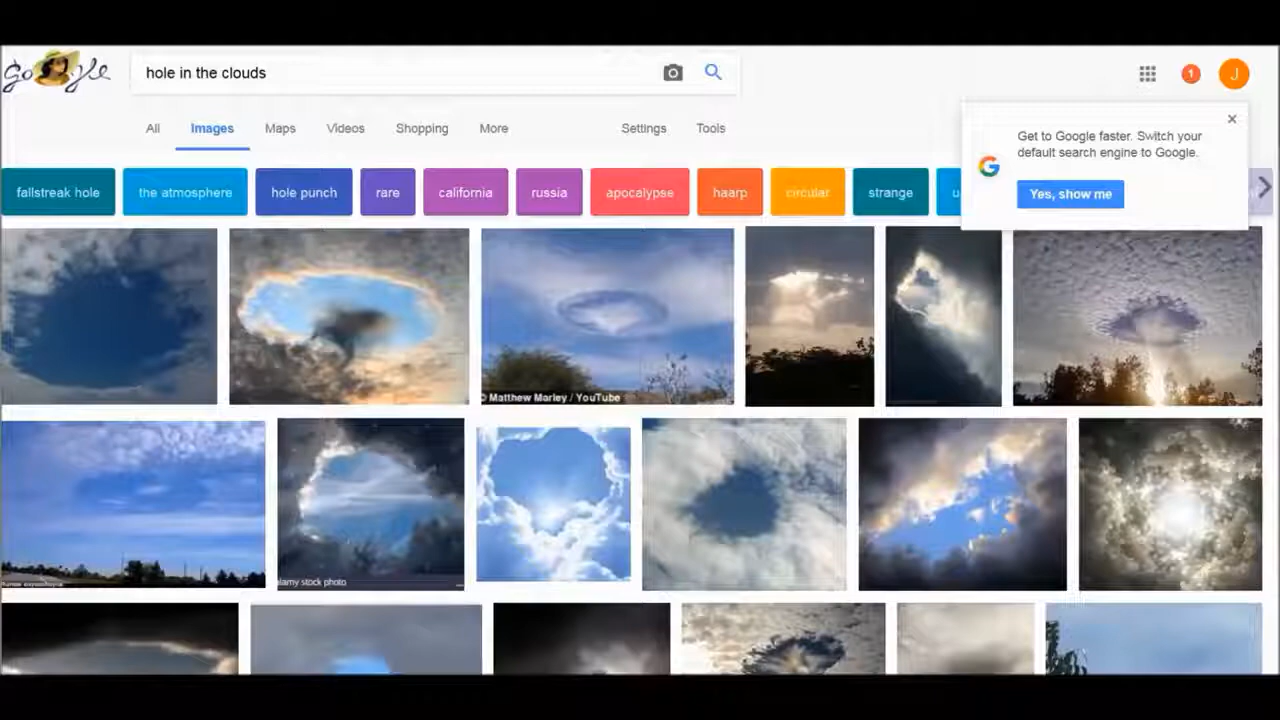 Google
hole in the clouds
1
J
All
Images
Maps
Videos
Shopping
More
Settings
Tools
Get to Google faster. Switch your
default search engine to Google.
Yes, show me
fallstreak hole
the atmosphere
hole punch
rare
california
russia
apocalypse
haarp
circular
strange
© Matthew Marley / YouTube
alamy stock photo